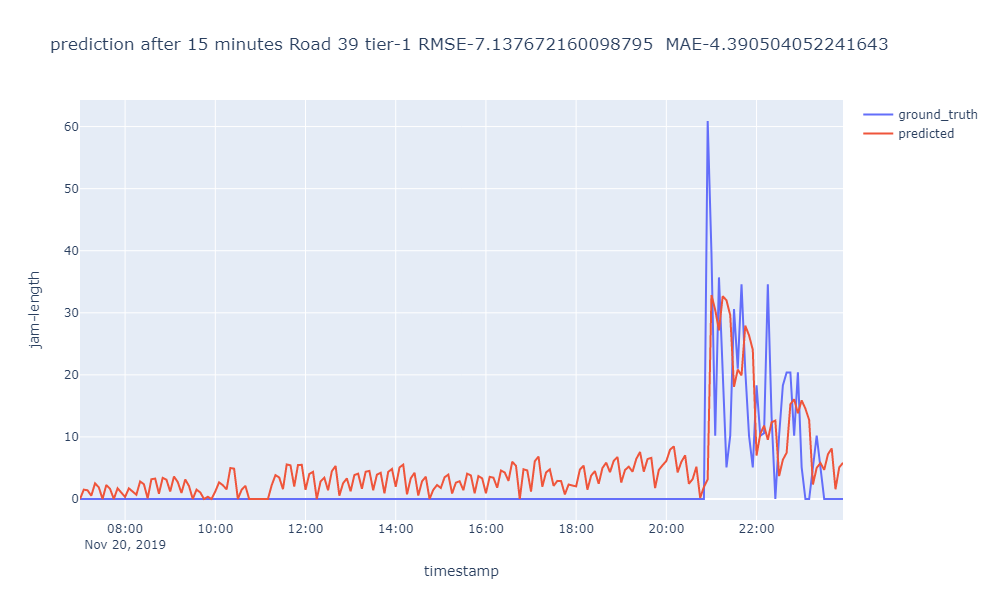 prediction after 15 minutes Road 39 tier-1 RMSE-7.137672160098795  MAE-4.390504052241643
ground_truth
predicted
60
50
40
30
20
10
0
jam-length
08:00 10:00 12:00 14:00 16:00 18:00 20:00 22:00
Nov 20, 2019
timestamp